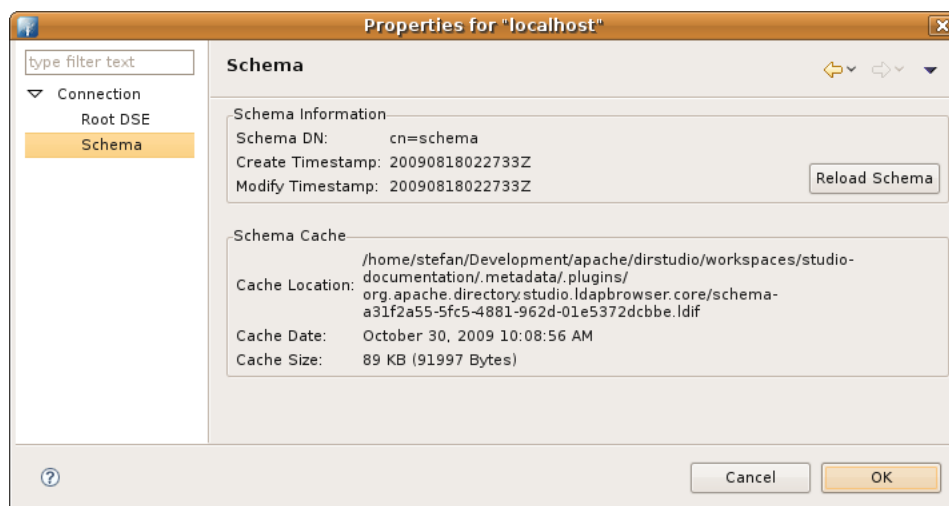 Properties for "localhost"
type filter text
Connection
Root DSE
Schema
Schema
Schema Information
Schema DN: cn=schema
Create Timestamp: 20090818022733Z
Modify Timestamp: 20090818022733Z
Reload Schema
Schema Cache
Cache Location: /home/stefan/Development/apache/dirstudio/workspaces/studio-
documentation/.metadata/.plugins/
org.apache.directory.studio.ldapbrowser.core/schema-
a31f2a55-5fc5-4881-962d-01e5372dcbbe.ldif
Cache Date: October 30, 2009 10:08:56 AM
Cache Size: 89 KB (91997 Bytes)
Cancel
OK